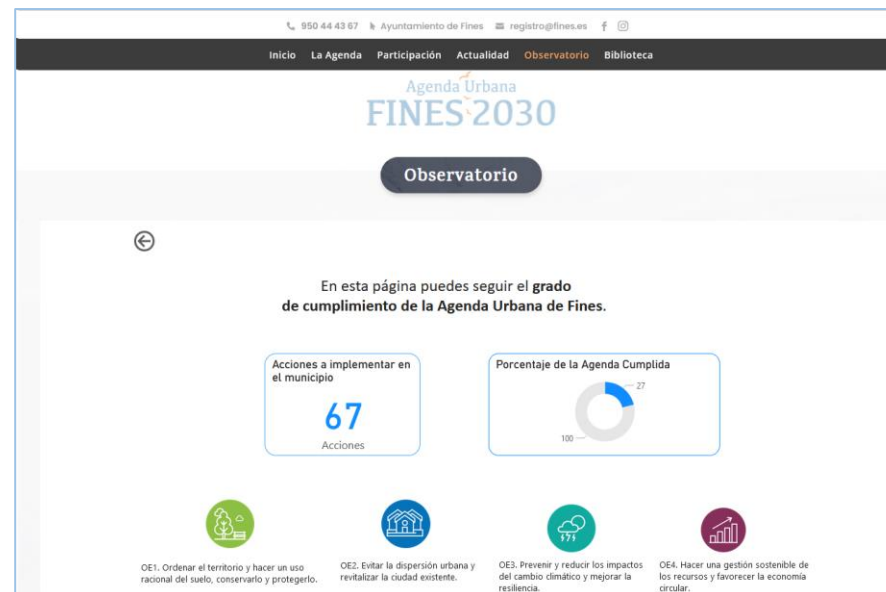 950 44 43 67 Ayuntamiento de Fines registro@fines.es
Inicio La Agenda Participación Actualidad Observatorio Biblioteca
Agenda Urbana
FINES 2030
Observatorio
En esta página puedes seguir el grado
de cumplimiento de la Agenda Urbana de Fines.
Acciones a implementar en
el municipio
67
Acciones
Porcentaje de la Agenda Cumplida
27
100
OE1. Ordenar el territorio y hacer un uso
racional del suelo, conservarlo y protegerlo.
OE2. Evitar la dispersión urbana y
revitalizar la ciudad existente.
OE3. Prevenir y reducir los impactos
del cambio climático y mejorar la
resiliencia.
OE4. Hacer una gestión sostenible de
los recursos y favorecer la economía
circular.